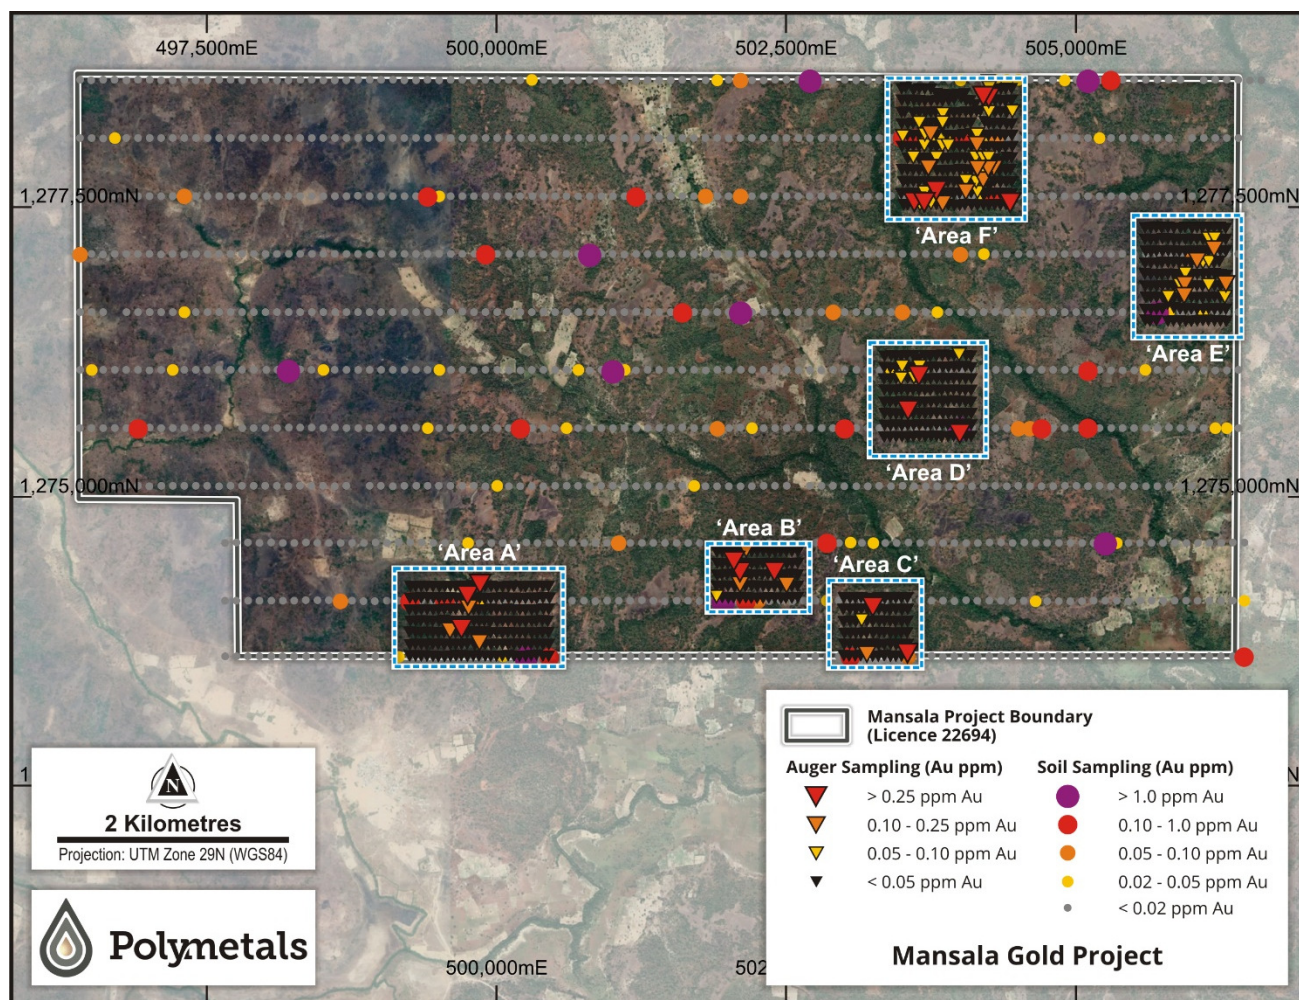 497,500mE
500,000mE
502,500mE
505,000mE
1,277,500mN
1,277,500mN
'Area F'
'Area E'
'Area D'
1,275,000mN
1,275,000mN
'Area B'
'Area A'
'Area C'
Mansala Project Boundary
(Licence 22694)
Auger Sampling (Au ppm)
> 0.25 ppm Au
0.10 - 0.25 ppm Au
0.05 - 0.10 ppm Au
< 0.05 ppm Au
Soil Sampling (Au ppm)
> 1.0 ppm Au
0.10 - 1.0 ppm Au
0.05 - 0.10 ppm Au
0.02 - 0.05 ppm Au
< 0.02 ppm Au
Mansala Gold Project
N
2 Kilometres
Projection: UTM Zone 29N (WGS84)
Polymetals
500,000mE